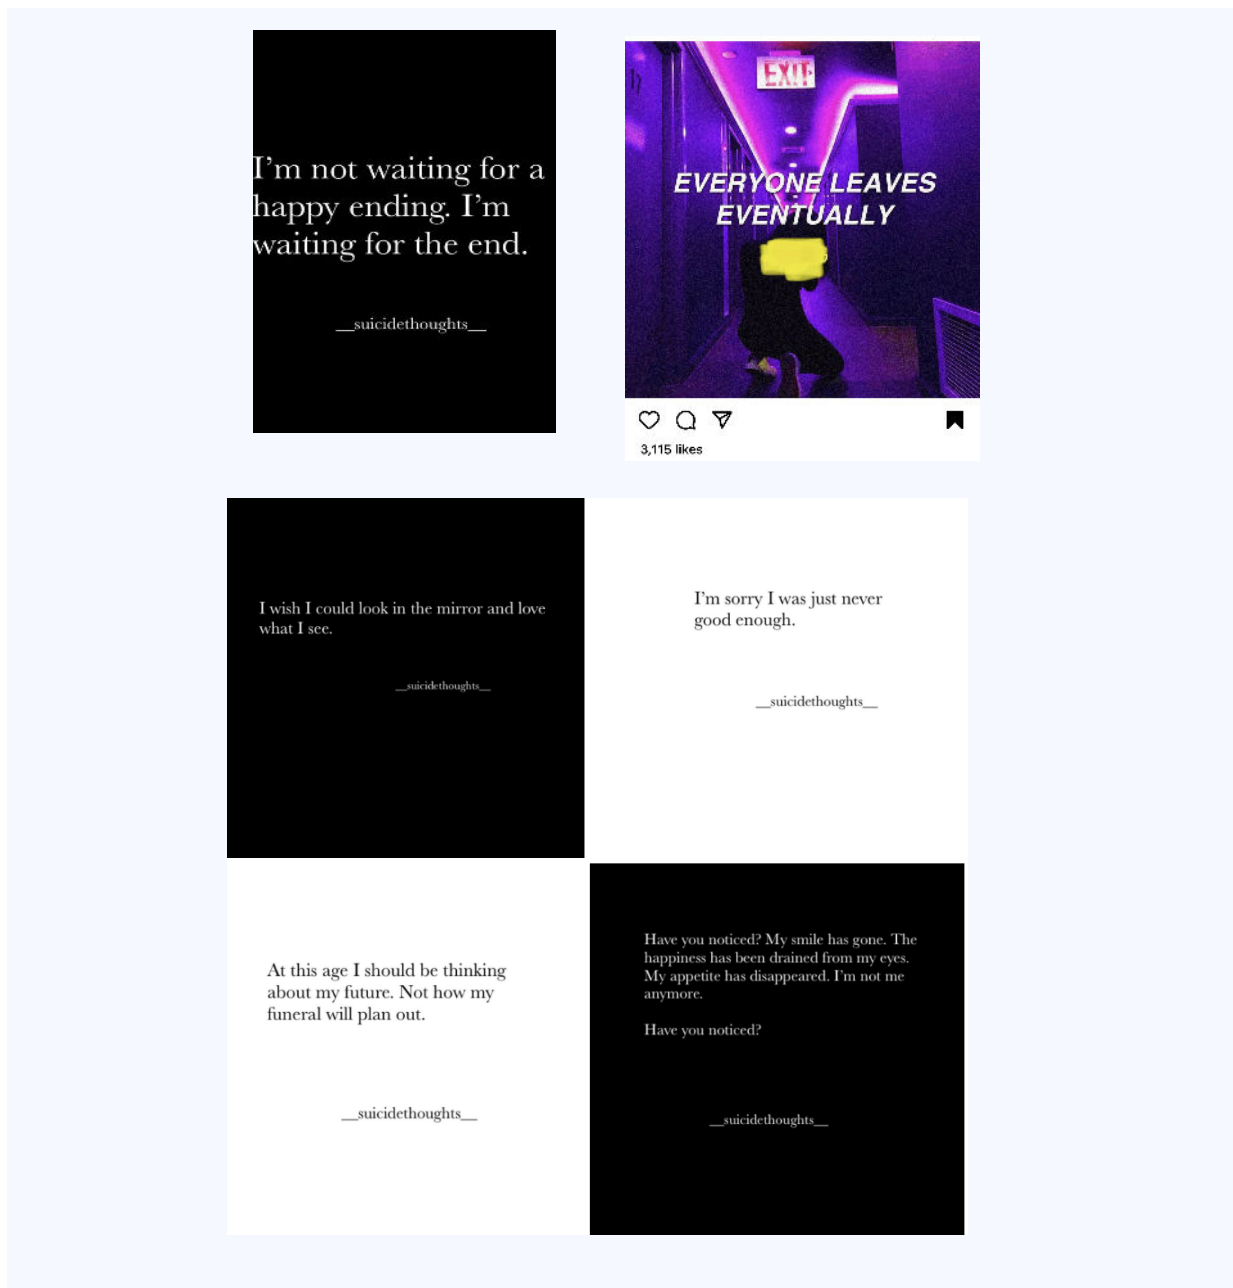 I'm not waiting for a
happy ending. I'm
waiting for the end.
__suicidethoughts__
EXIT
EVERYONE LEAVES
EVENTUALLY
3,115 likes
I wish I could look in the mirror and love
what I see.
__suicidethoughts__
I'm sorry I was just never
good enough.
__suicidethoughts__
At this age I should be thinking
about my future. Not how my
funeral will plan out.
__suicidethoughts__
Have you noticed? My smile has gone. The
happiness has been drained from my eyes.
My appetite has disappeared. I'm not me
anymore.
Have you noticed?
__suicidethoughts__